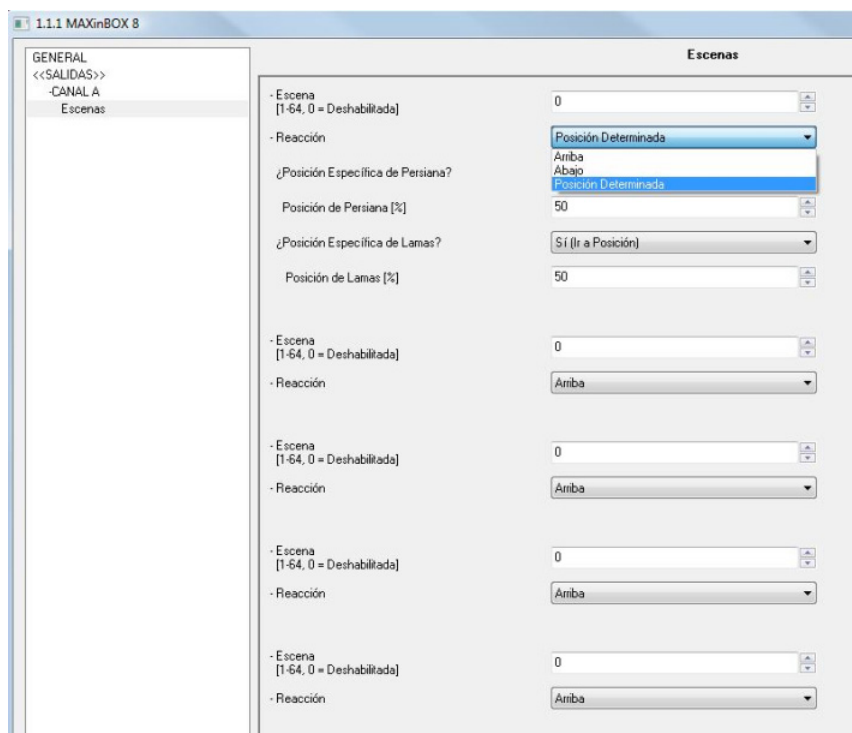 1.1.1 MAXinBOX 8
GENERAL
<<SALIDAS>>
-CANAL A
Escenas
Escenas
- Escena
[1-64, 0 = Deshabilitada]
0
- Reacción
Posición Determinada
Arriba
Abajo
Posición Determinada
¿Posición Específica de Persiana?
Posición de Persiana [%]
50
¿Posición Específica de Lamas?
Sí (Ir a Posición)
Posición de Lamas [%]
50
- Escena
[1-64, 0 = Deshabilitada]
0
- Reacción
Arriba
- Escena
[1-64, 0 = Deshabilitada]
0
- Reacción
Arriba
- Escena
[1-64, 0 = Deshabilitada]
0
- Reacción
Arriba
- Escena
[1-64, 0 = Deshabilitada]
0
- Reacción
Arriba